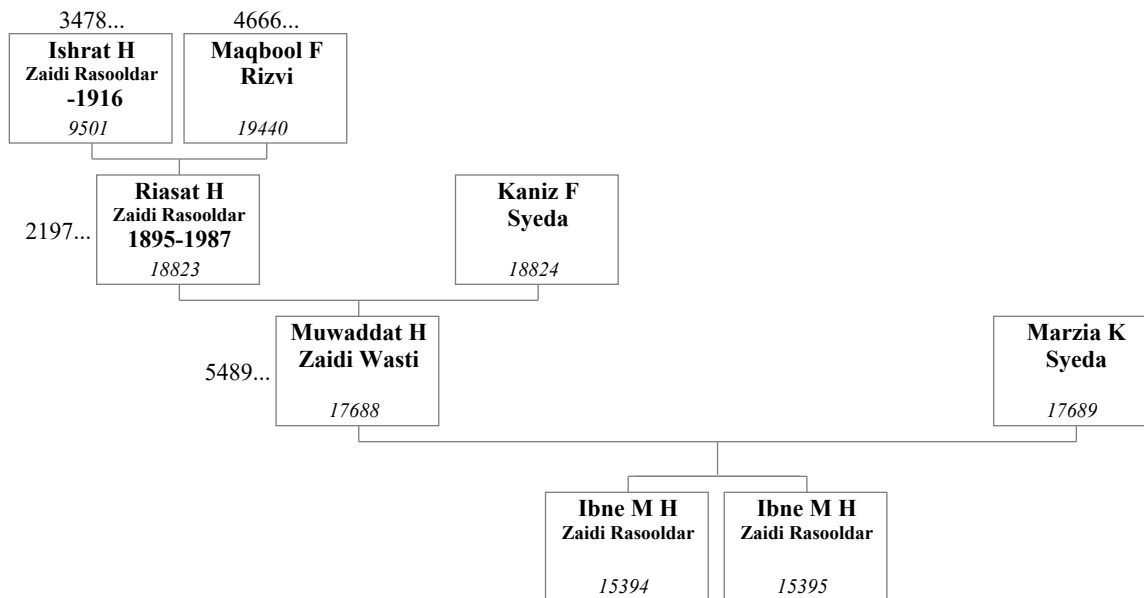 3478...
4666...
Ishrat H
Zaidi Rasooldar
-1916
9501
Maqbool F
Rizvi
19440
2197...
Riasat H
Zaidi Rasooldar
1895-1987
18823
Kaniz F
Syeda
18824
5489...
Muwaddat H
Zaidi Wasti
17688
Marzia K
Syeda
17689
Ibne M H
Zaidi Rasooldar
15394
Ibne M H
Zaidi Rasooldar
15395